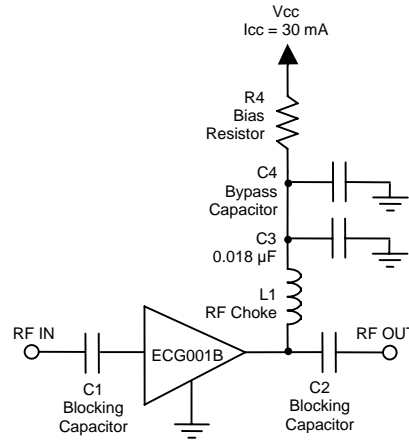 Vcc
Icc = 30 mA
R4
Bias
Resistor
C4
Bypass
Capacitor
C3
0.018 µF
L1
RF Choke
RF IN
ECG001B
RF OUT
C1
Blocking
Capacitor
C2
Blocking
Capacitor